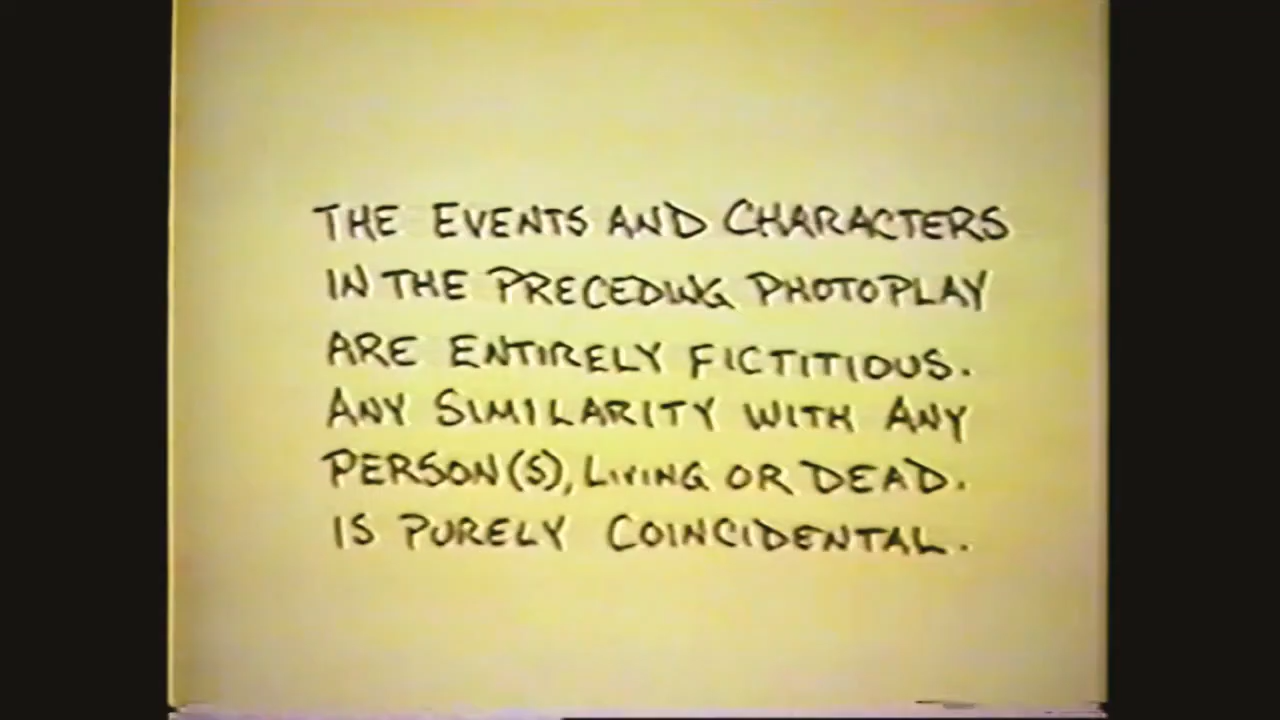 THE EVENTS AND CHARACTERS
IN THE PRECEDING PHOTOPLAY
ARE ENTIRELY FICTITIOUS.
ANY SIMILARITY WITH ANY
PERSON(S), LIVING OR DEAD.
IS PURELY COINCIDENTAL.